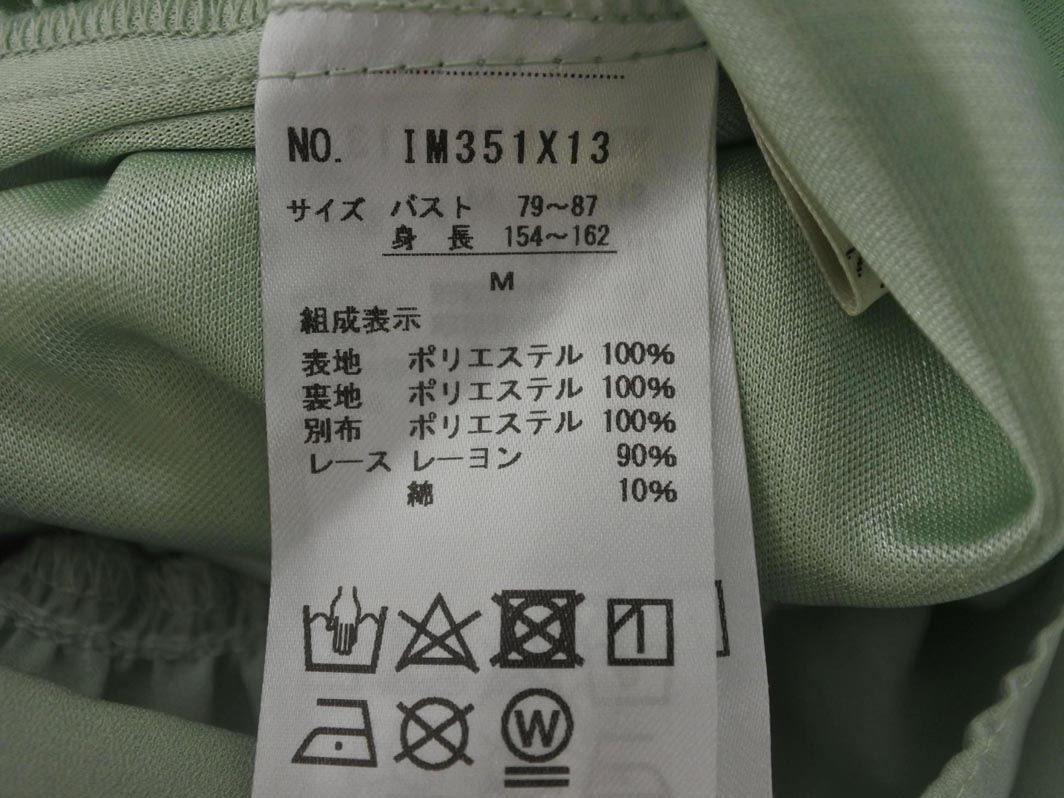 NO. IM351X13
サイズ バスト 79～87
身 長 154～162
M
組成表示
表地 ポリエステル 100%
裏地 ポリエステル 100%
別布 ポリエステル 100%
レース レーヨン 90%
綿 10%
W